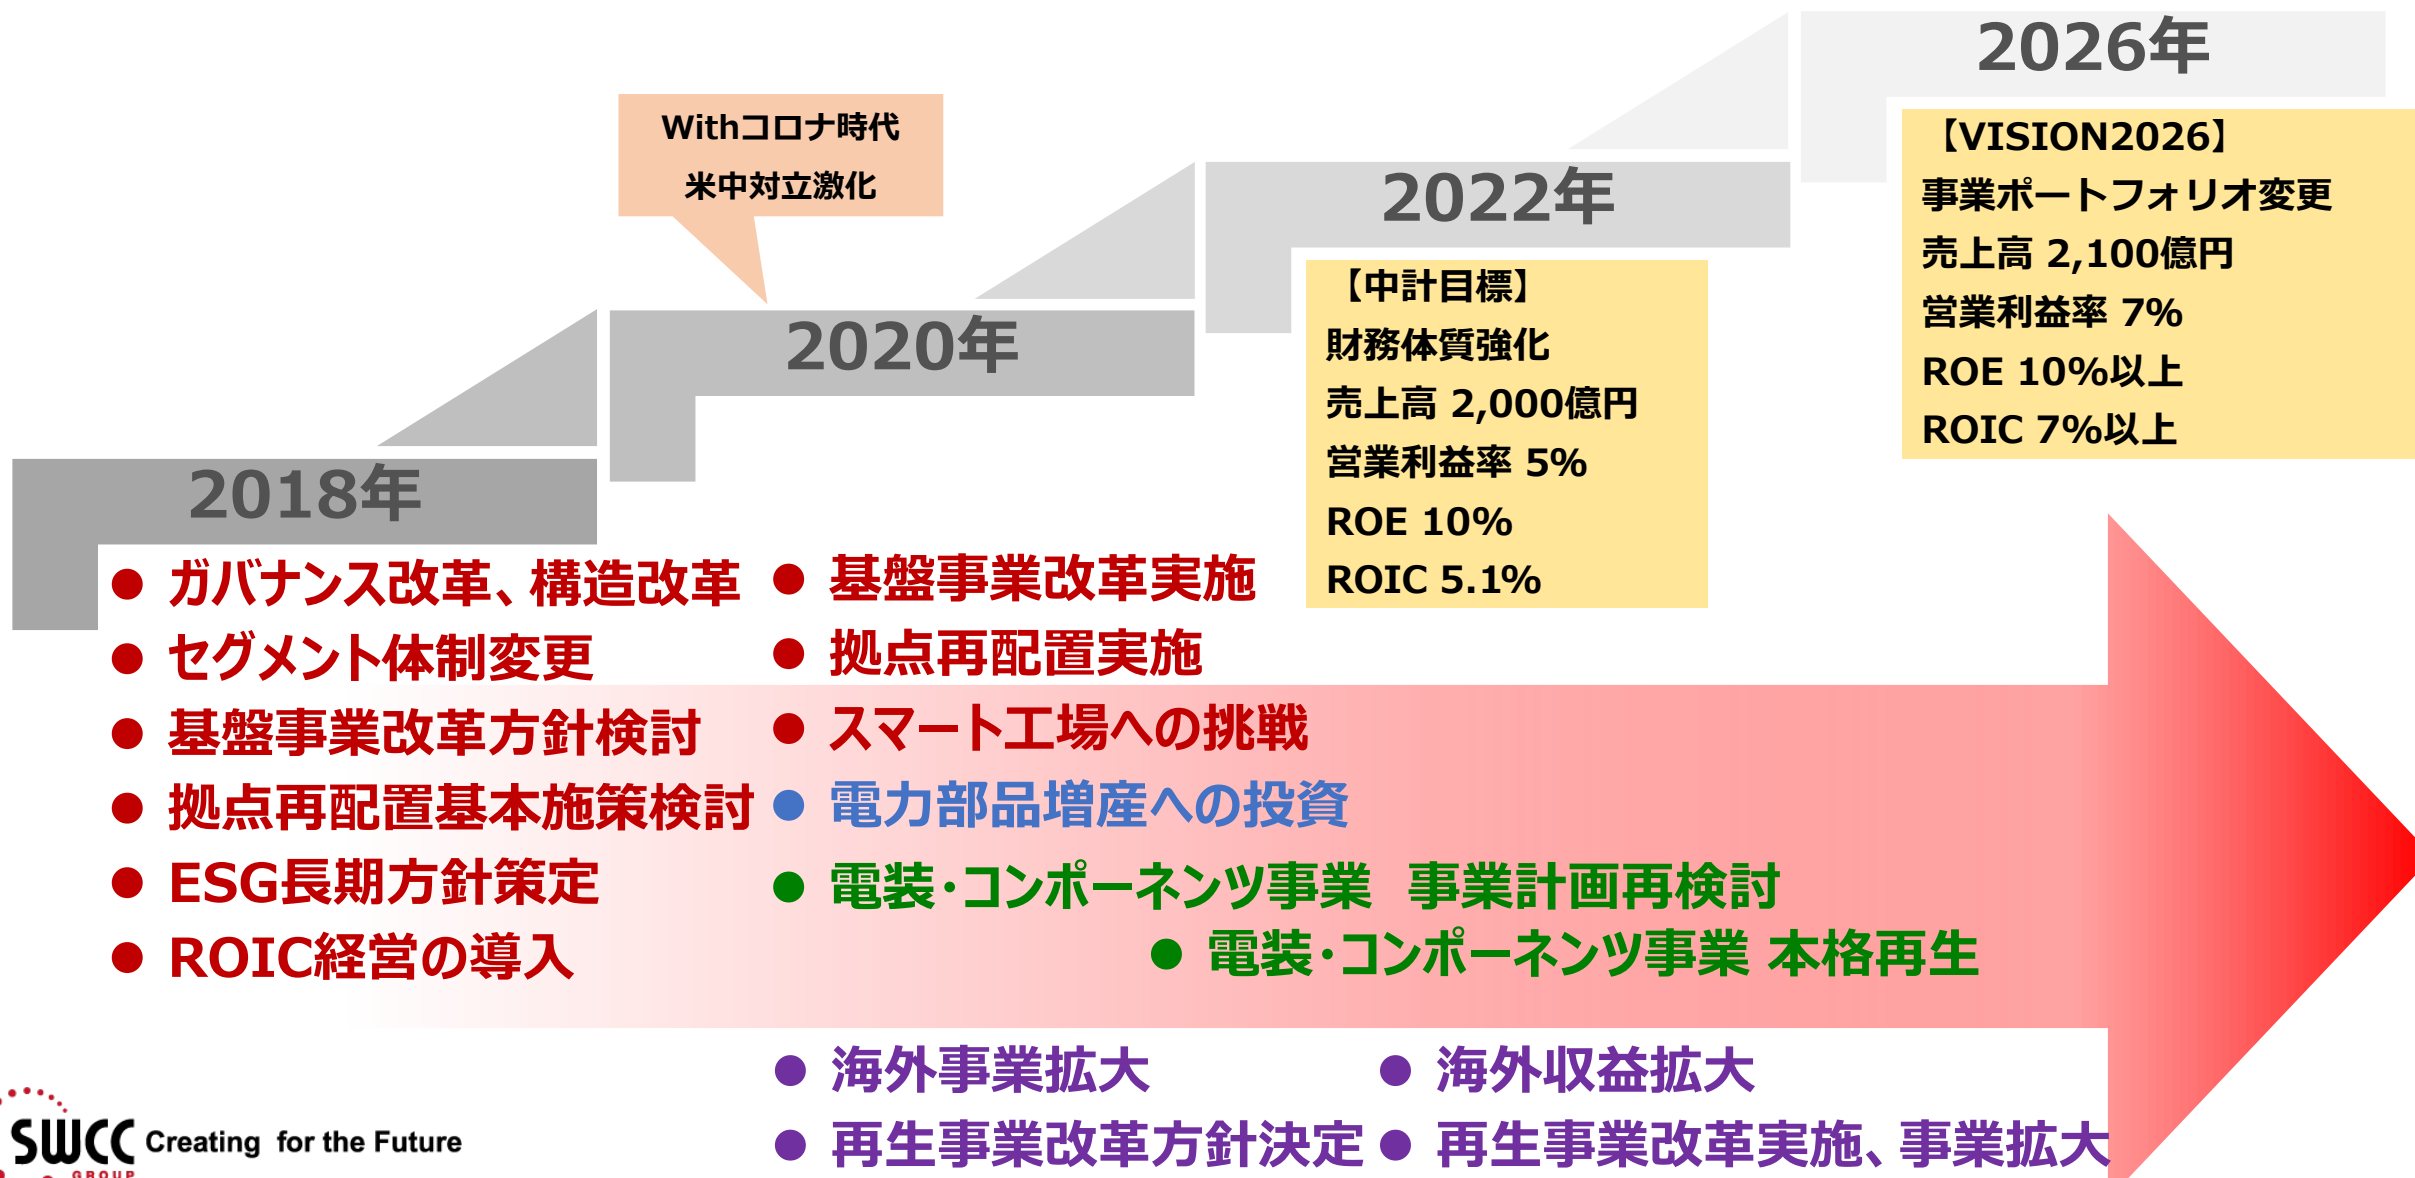 2026年
【VISION2026】
事業ポートフォリオ変更
売上高 2,100億円
営業利益率 7%
ROE 10%以上
ROIC 7%以上
2022年
【中計目標】
財務体質強化
売上高 2,000億円
営業利益率 5%
ROE 10%
ROIC 5.1%
Withコロナ時代
米中対立激化
2020年
2018年
● ガバナンス改革、構造改革
● セグメント体制変更
● 基盤事業改革方針検討
● 拠点再配置基本施策検討
● ESG長期方針策定
● ROIC経営の導入
● 基盤事業改革実施
● 拠点再配置実施
● スマート工場への挑戦
● 電力部品増産への投資
● 電装・コンポーネンツ事業　事業計画再検討
● 電装・コンポーネンツ事業 本格再生
● 海外事業拡大
● 再生事業改革方針決定
● 海外収益拡大
● 再生事業改革実施、事業拡大
SWCC Creating for the Future
GROUP